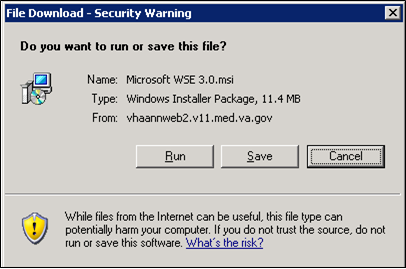 File Download - Security Warning
Do you want to run or save this file?
Name: Microsoft WSE 3.0.msi
Type: Windows Installer Package, 11.4 MB
From: vhaannweb2.v11.med.va.gov
Run Save Cancel
While files from the Internet can be useful, this file type can
potentially harm your computer. If you do not trust the source, do not
run or save this software. What's the risk?